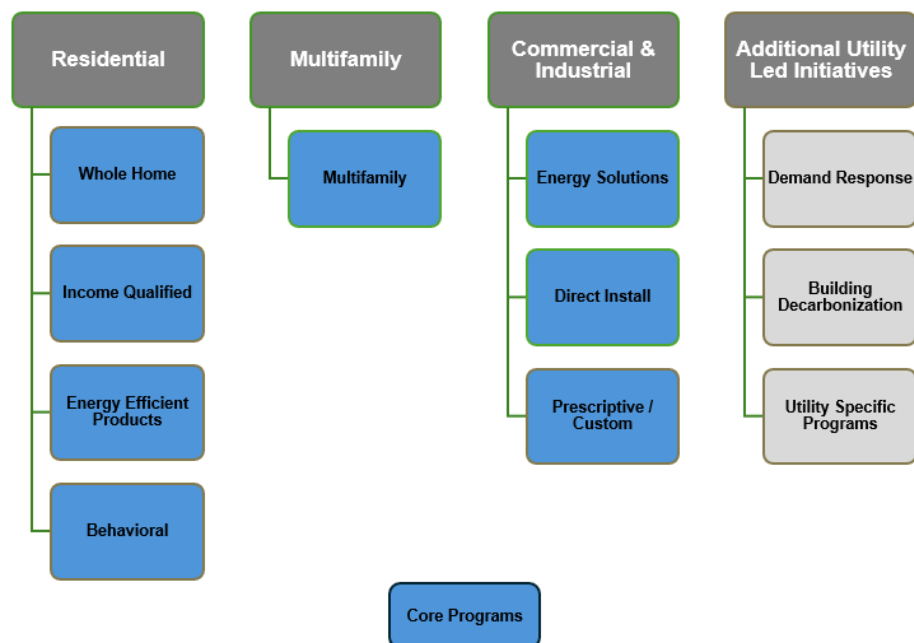 Residential
Whole Home
Income Qualified
Energy Efficient
Products
Behavioral
Multifamily
Multifamily
Commercial &
Industrial
Energy Solutions
Direct Install
Prescriptive /
Custom
Additional Utility
Led Initiatives
Demand Response
Building
Decarbonization
Utility Specific
Programs
Core Programs